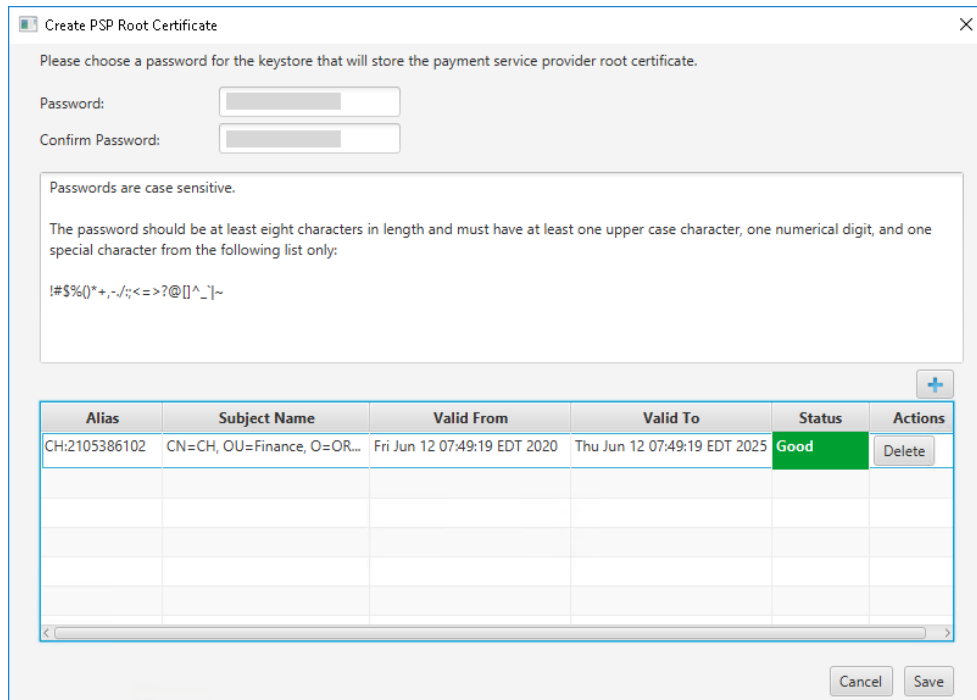 Create PSP Root Certificate
Please choose a password for the keystore that will store the payment service provider root certificate.
Password:
Confirm Password:
Passwords are case sensitive.
The password should be at least eight characters in length and must have at least one upper case character, one numerical digit, and one
special character from the following list only:
!#$%()*+,-./:;<=>?@[]^_`|~
Alias Subject Name Valid From Valid To Status Actions
CH:2105386102 CN=CH, OU=Finance, O=OR... Fri Jun 12 07:49:19 EDT 2020 Thu Jun 12 07:49:19 EDT 2025 Good Delete
Cancel Save